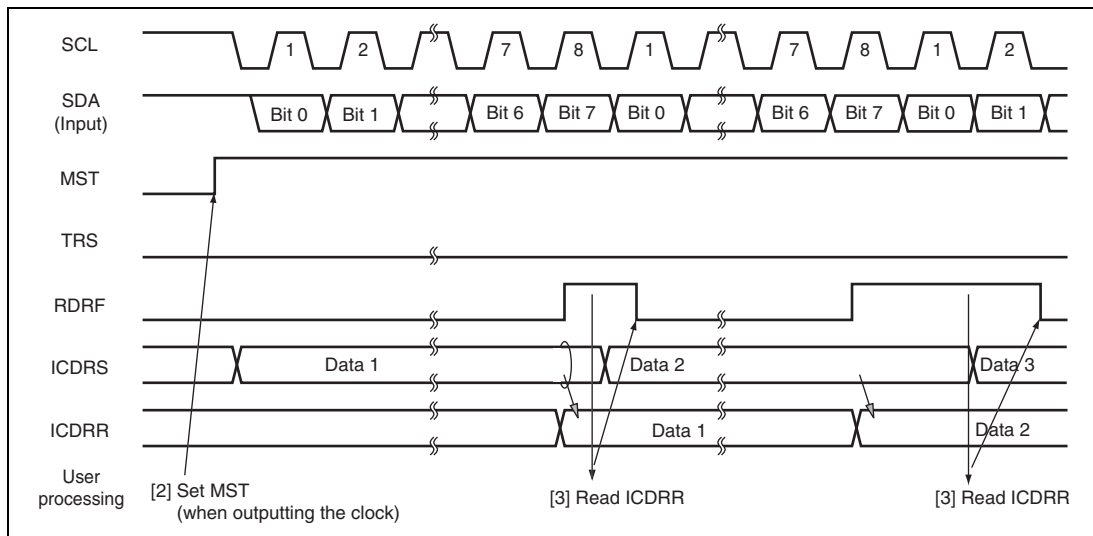 SCL 1 2 7 8 1 7 8 1 2
SDA
(Input)
Bit 0 Bit 1 Bit 6 Bit 7 Bit 0 Bit 6 Bit 7 Bit 0 Bit 1
MST
TRS
RDRF
ICDRS Data 1 Data 2 Data 3
ICDRR Data 1 Data 2
User
processing
[2] Set MST
(when outputting the clock)
[3] Read ICDRR
[3] Read ICDRR